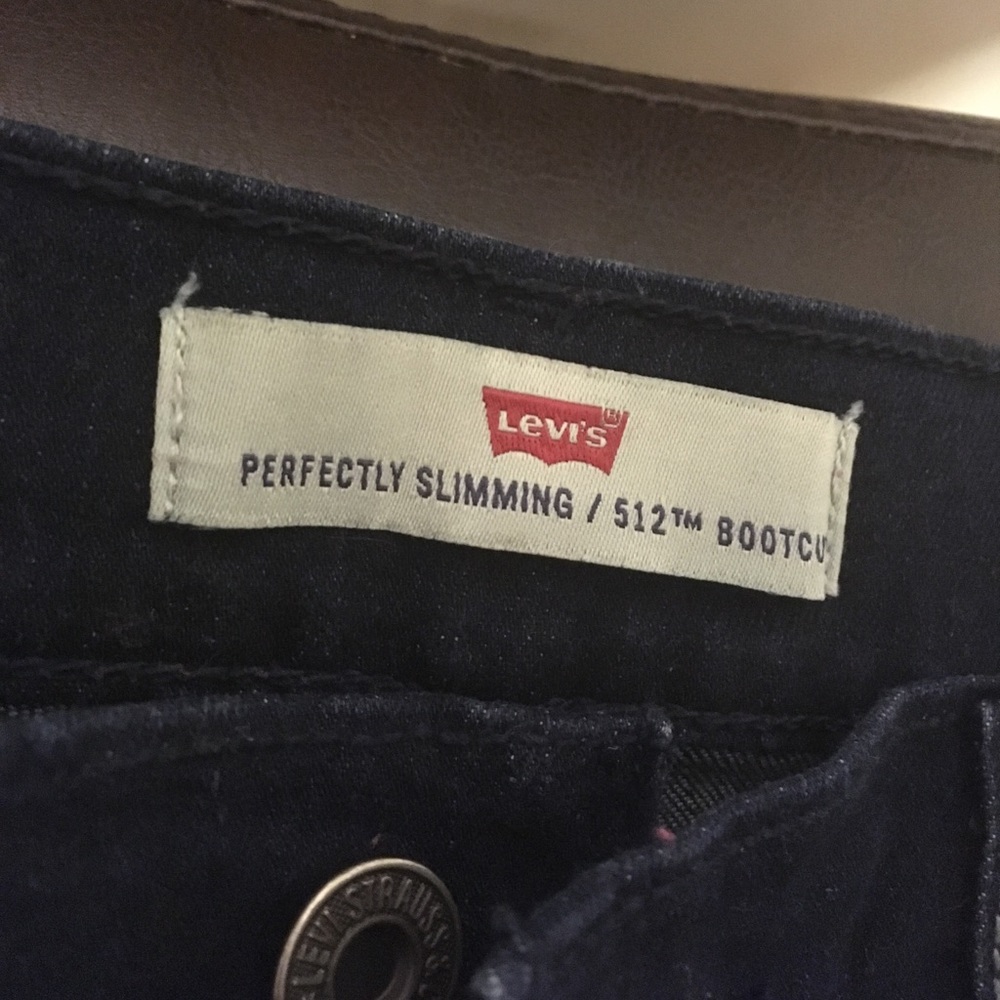 Levi's®
PERFECTLY SLIMMING / 512™ BOOTCU
LEVI STRAUSS &